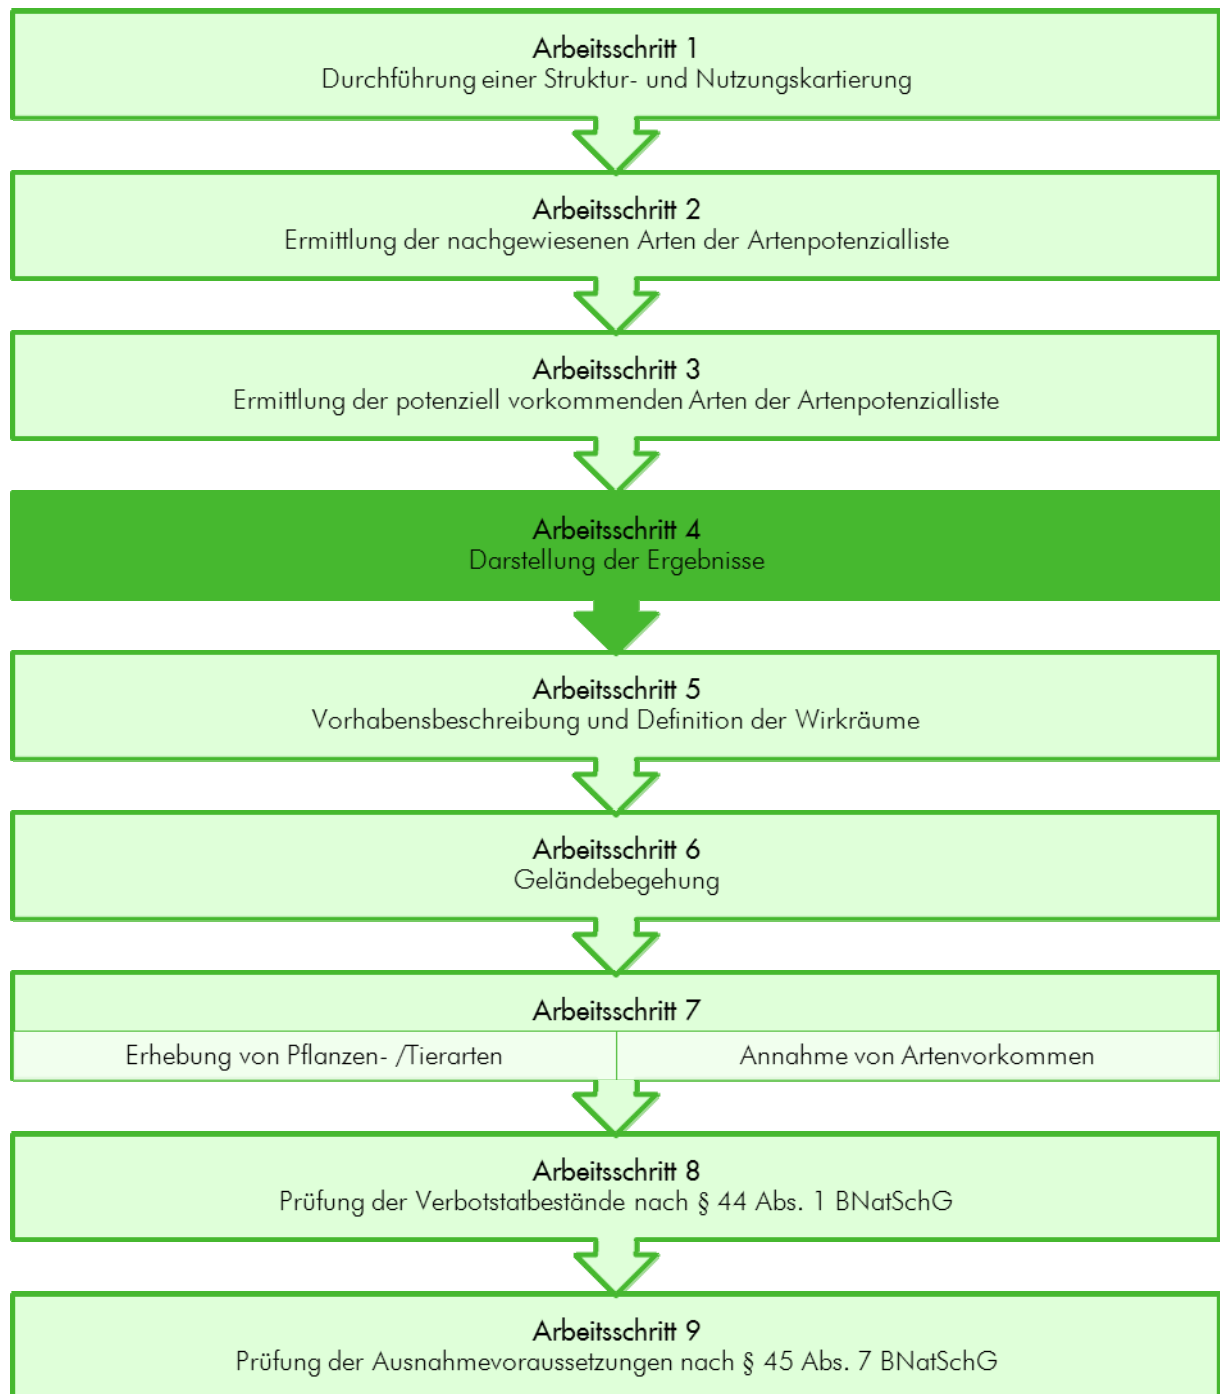 Arbeitsschritt 1
Durchführung einer Struktur- und Nutzungskartierung
Arbeitsschritt 2
Ermittlung der nachgewiesenen Arten der Artenpotenzialliste
Arbeitsschritt 3
Ermittlung der potenziell vorkommenden Arten der Artenpotenzialliste
Arbeitsschritt 4
Darstellung der Ergebnisse
Arbeitsschritt 5
Vorhabensbeschreibung und Definition der Wirkräume
Arbeitsschritt 6
Geländebegehung
Arbeitsschritt 7
Erhebung von Pflanzen- /Tierarten
Annahme von Artenvorkommen
Arbeitsschritt 8
Prüfung der Verbotstatbestände nach § 44 Abs. 1 BNatSchG
Arbeitsschritt 9
Prüfung der Ausnahmevoraussetzungen nach § 45 Abs. 7 BNatSchG